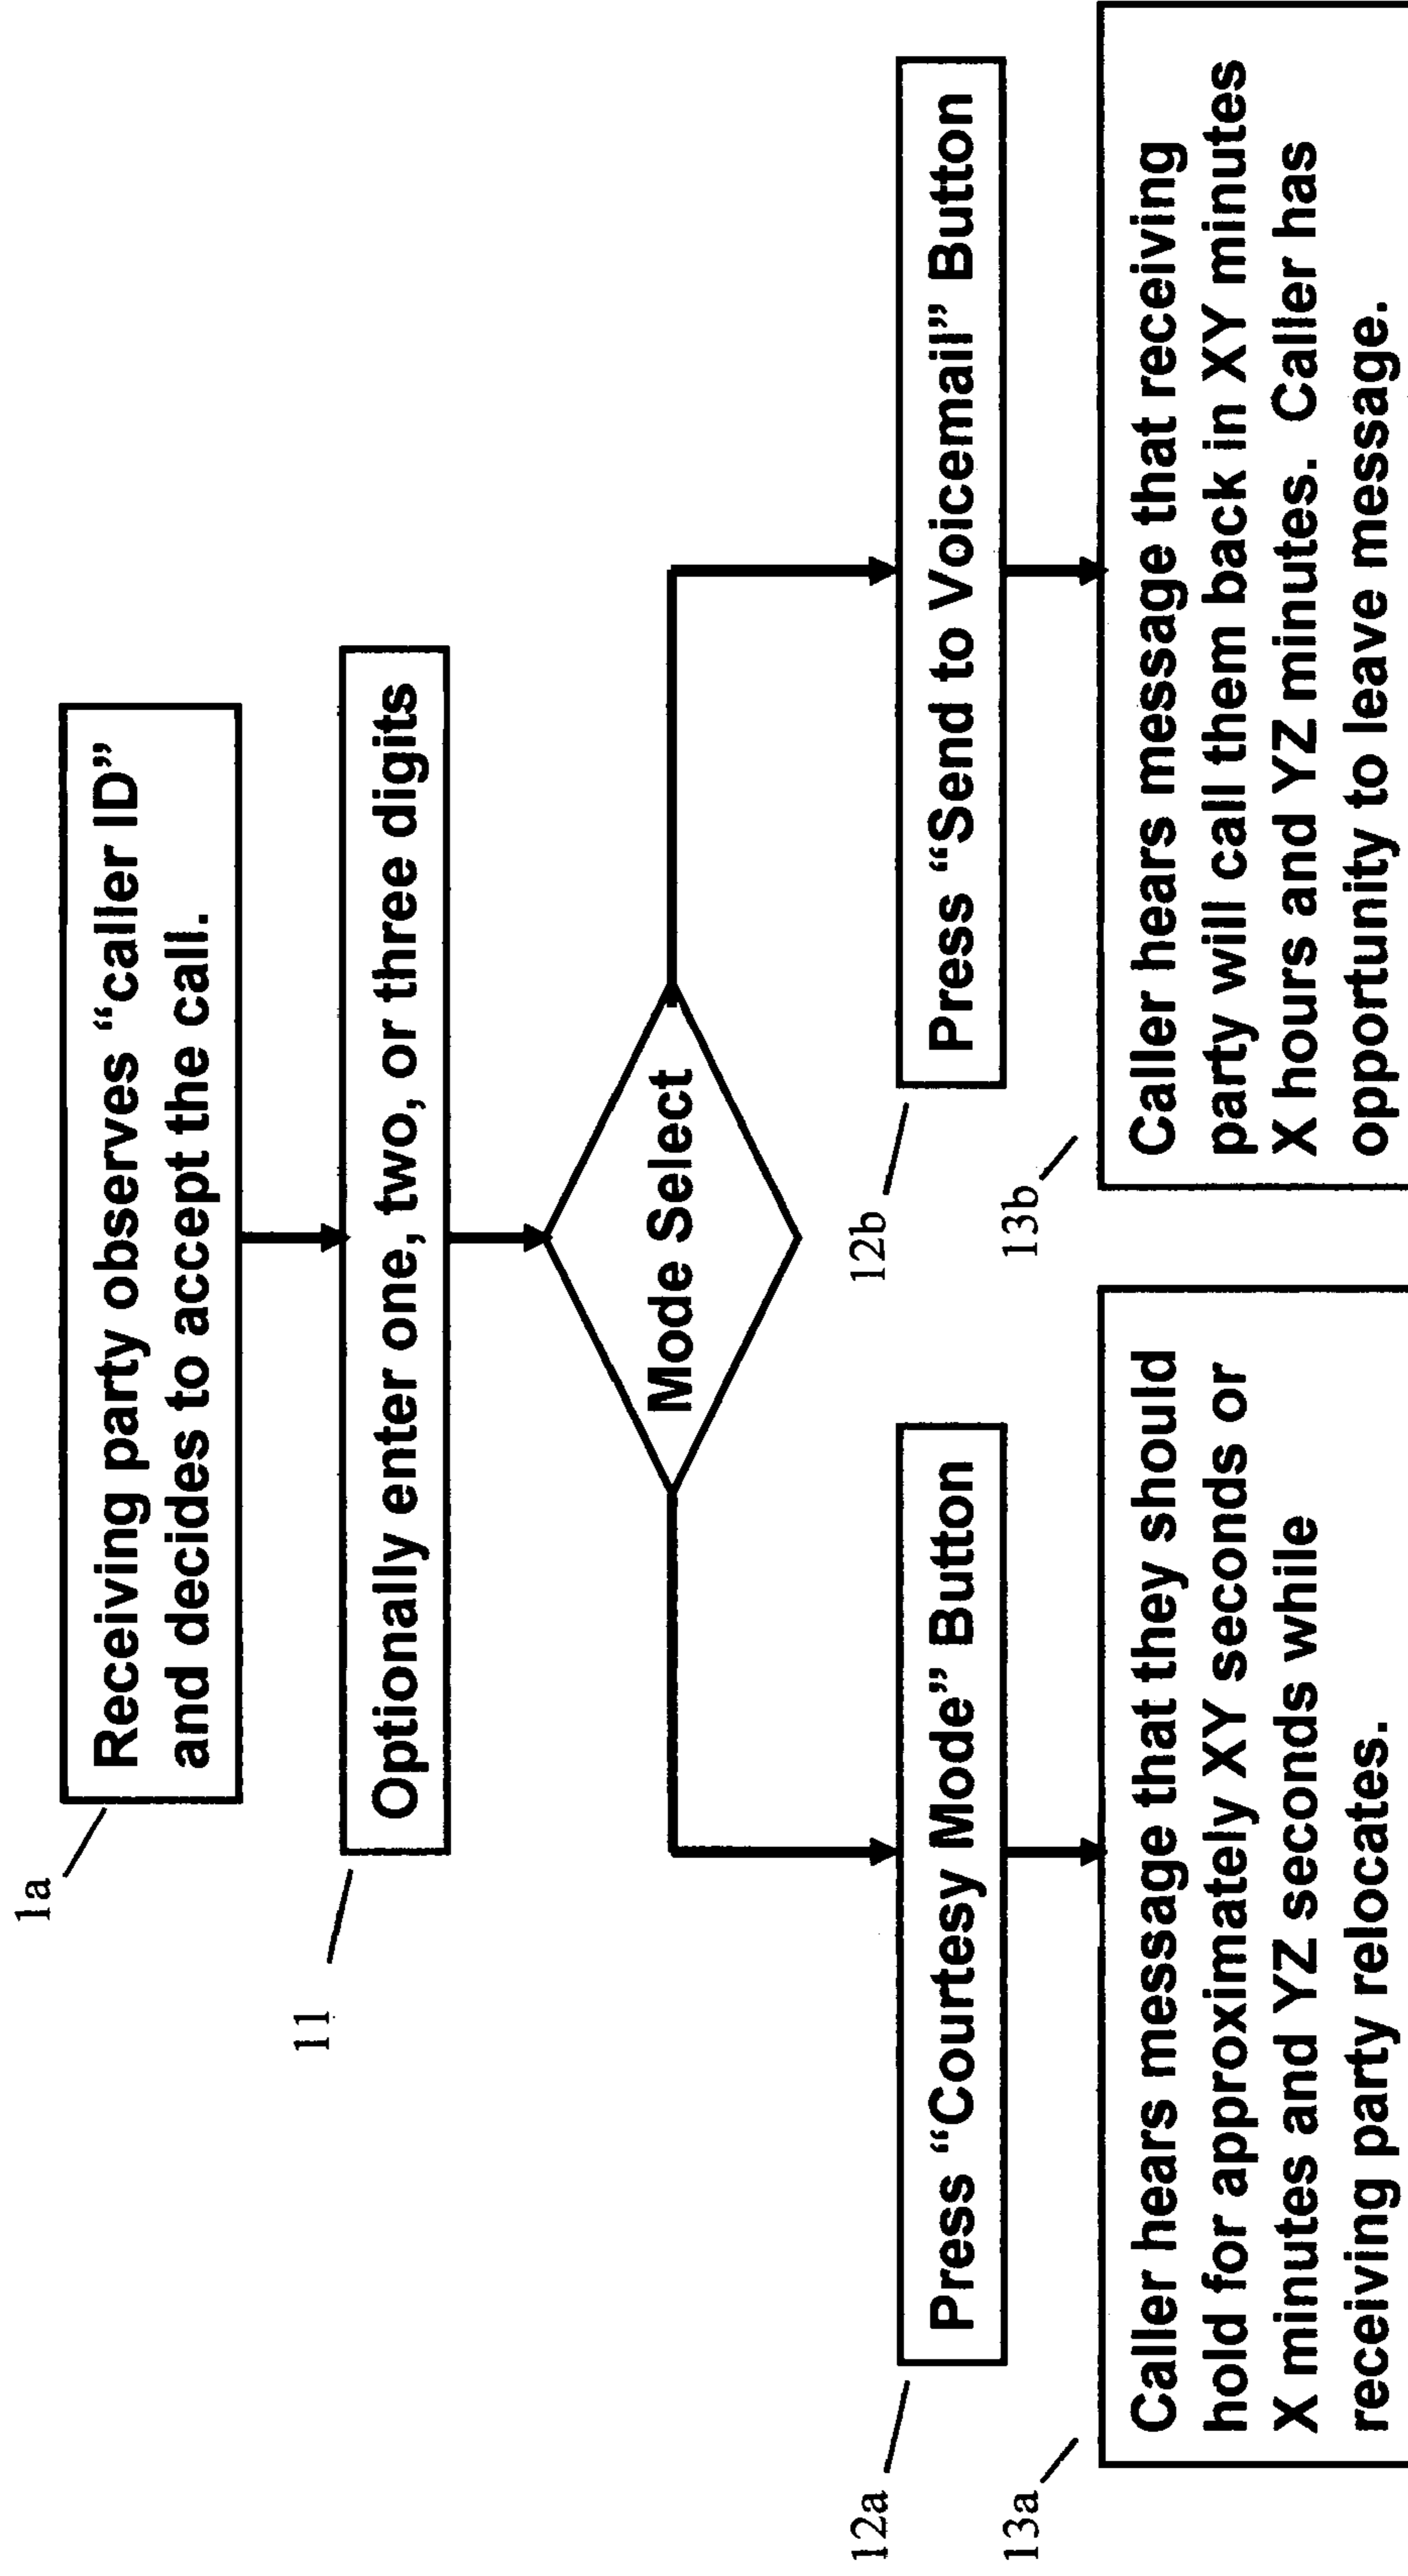 1a
Receiving party observes “caller ID”
and decides to accept the call.
11
Optionally enter one, two, or three digits
Mode Select
12a
Press “Courtesy Mode” Button
12b
Press “Send to Voicemail” Button
13a
Caller hears message that they should
hold for approximately XY seconds or
X minutes and YZ seconds while
receiving party relocates.
13b
Caller hears message that receiving
party will call them back in XY minutes
X hours and YZ minutes.  Caller has
opportunity to leave message.